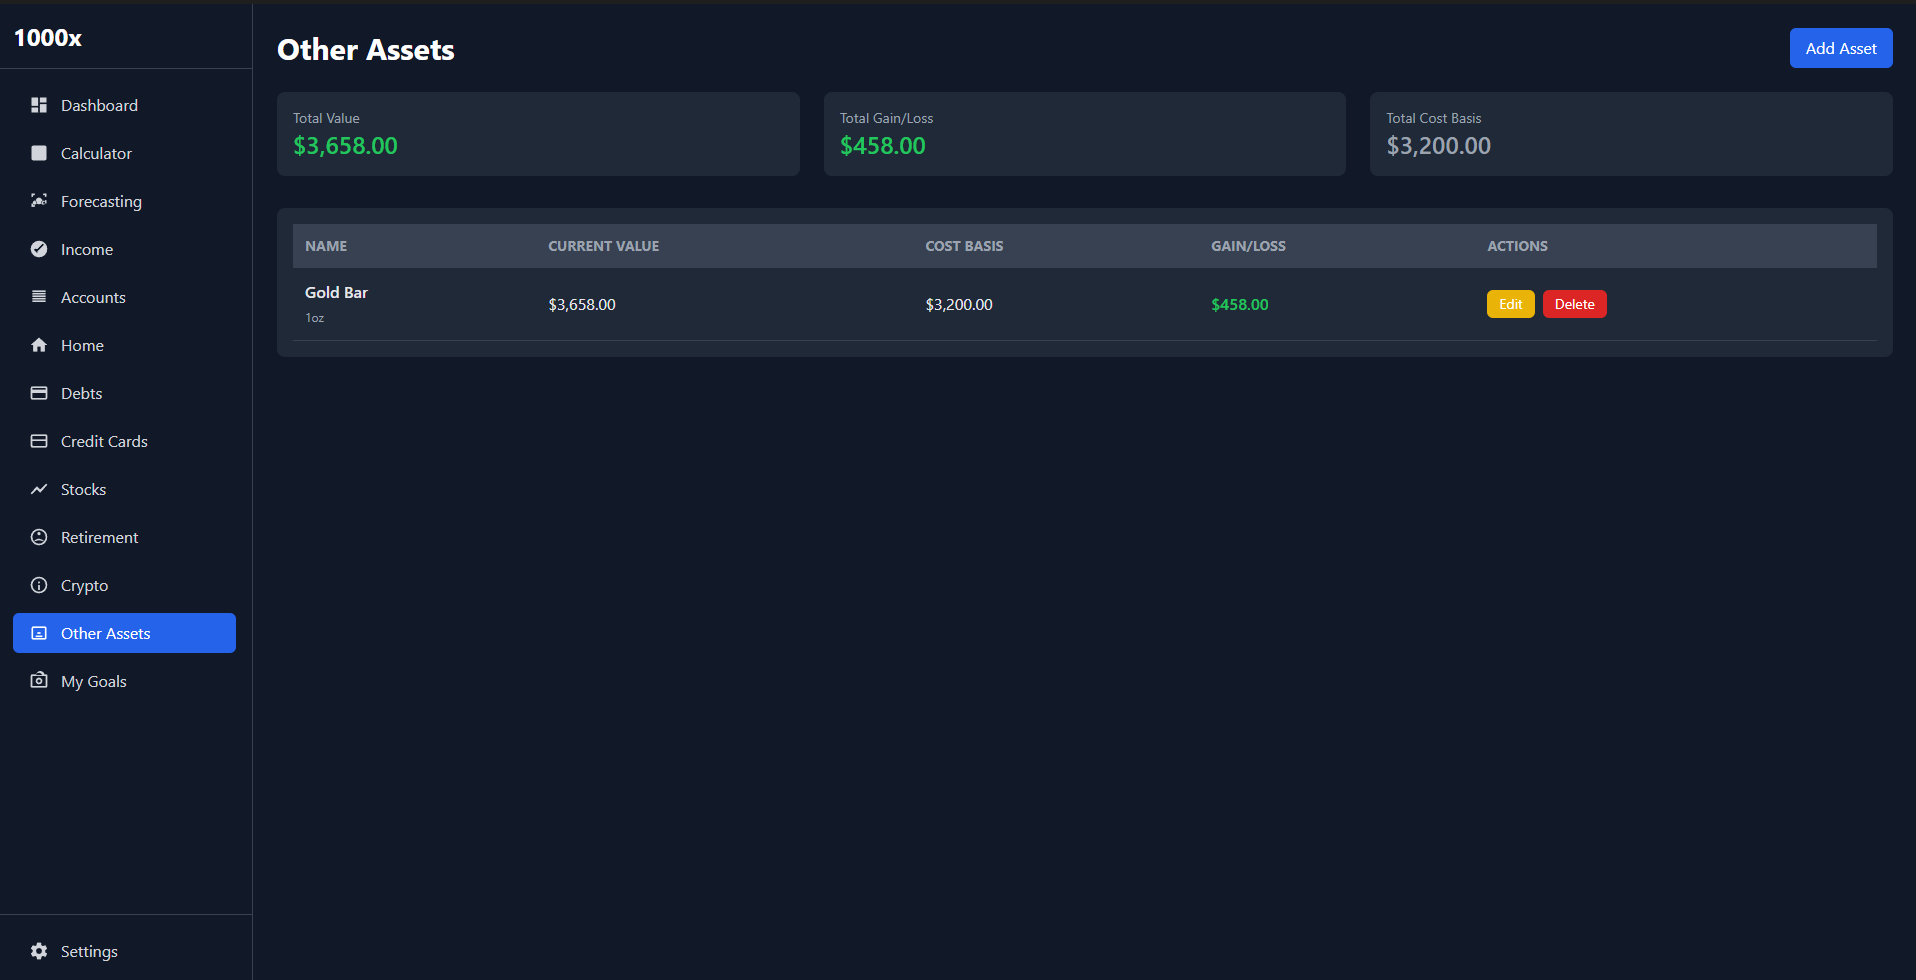 1000x
Dashboard
Calculator
Forecasting
Income
Accounts
Home
Debts
Credit Cards
Stocks
Retirement
Crypto
Other Assets
My Goals
Settings
Other Assets
Add Asset
Total Value
$3,658.00
Total Gain/Loss
$458.00
Total Cost Basis
$3,200.00
NAME CURRENT VALUE COST BASIS GAIN/LOSS ACTIONS
Gold Bar $3,658.00 $3,200.00 $458.00 Edit Delete
1oz